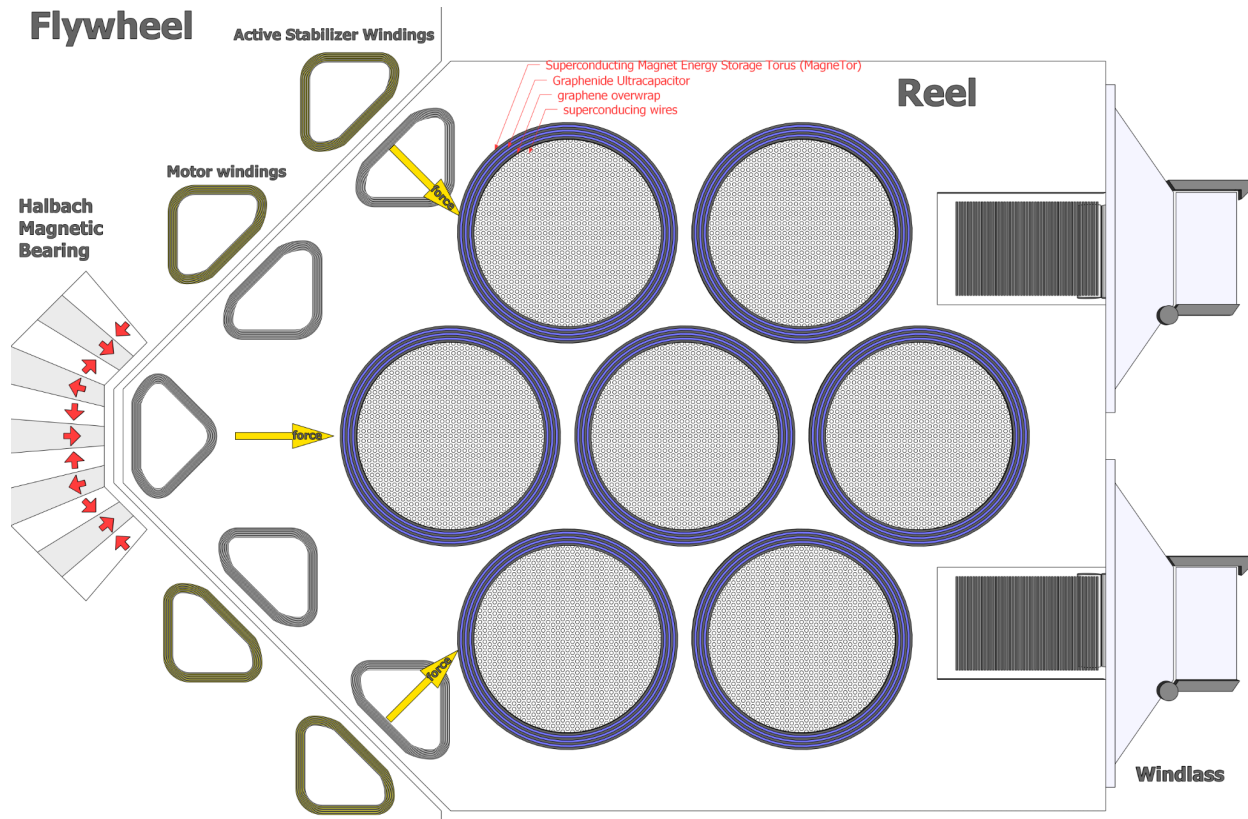 Flywheel
Active Stabilizer Windings
Superconducting Magnet Energy Storage Torus (MagneTor)
Graphenide Ultracapacitor
graphene overwrap
superconducing wires
Reel
Motor windings
Halbach
Magnetic
Bearing
force
force
force
Windlass